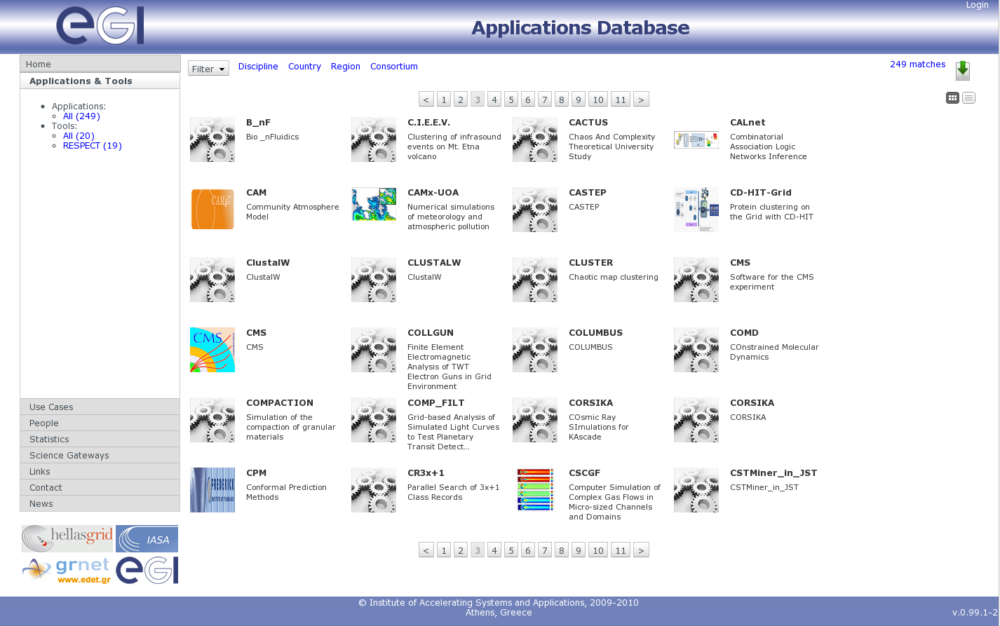 Login
eGI
Applications Database
Home
Applications & Tools
Applications:
All (249)
Tools:
All (20)
RESPECT (19)
Use Cases
People
Statistics
Science Gateways
Links
Contact
News
hellasgrid
IASA
grnet
www.edet.gr
eGI
Filter
Discipline Country Region Consortium
249 matches
< 1 2 3 4 5 6 7 8 9 10 11 >
B_nF
Bio _nFluidics
C.I.E.E.V.
Clustering of infrasound
events on Mt. Etna
volcano
CACTUS
Chaos And Complexity
Theoretical University
Study
CALnet
Combinatorial
Association Logic
Networks Inference
CAM
Community Atmosphere
Model
CAMx-UOA
Numerical simulations
of meteorology and
atmospheric pollution
CASTEP
CASTEP
CD-HIT-Grid
Protein clustering on
the Grid with CD-HIT
ClustalW
ClustalW
CLUSTALW
ClustalW
CLUSTER
Chaotic map clustering
CMS
Software for the CMS
experiment
CMS
CMS
CMS
COLLGUN
Finite Element
Electromagnetic
Analysis of TWT
Electron Guns in Grid
Environment
COLUMBUS
COLUMBUS
COMD
COnstrained Molecular
Dynamics
COMPACTION
Simulation of the
compaction of granular
materials
COMP_FILT
Grid-based Analysis of
Simulated Light Curves
to Test Planetary
Transit Detect...
CORSIKA
COsmic Ray
SImulations for
KAscade
CORSIKA
CORSIKA
FREDERICK
CPM
Conformal Prediction
Methods
CR3x+1
Parallel Search of 3x+1
Class Records
CSCGF
Computer Simulation of
Complex Gas Flows in
Micro-sized Channels
and Domains
CSTMiner_in_JST
CSTMiner_in_JST
< 1 2 3 4 5 6 7 8 9 10 11 >
© Institute of Accelerating Systems and Applications, 2009-2010
Athens, Greece
v.0.99.1-2